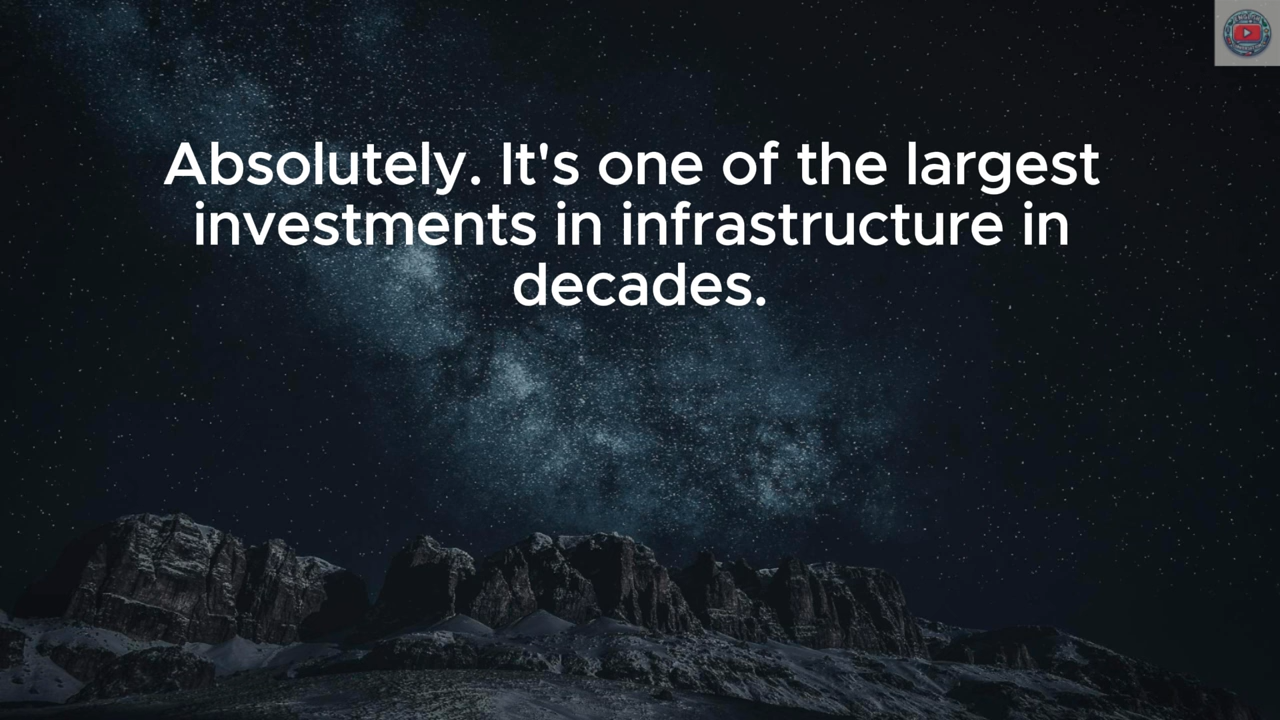 Absolutely. It's one of the largest
investments in infrastructure in
decades.